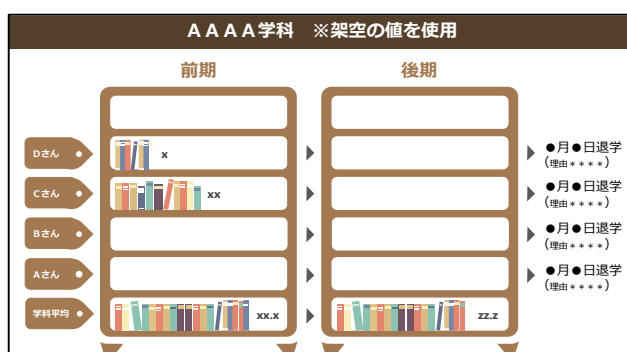 AAAA学科 ※架空の値を使用
前期
後期
Dさん
x
●月●日退学
(理由****)
Cさん
xx
●月●日退学
(理由****)
Bさん
●月●日退学
(理由****)
Aさん
●月●日退学
(理由****)
学科平均
xx.x
zz.z